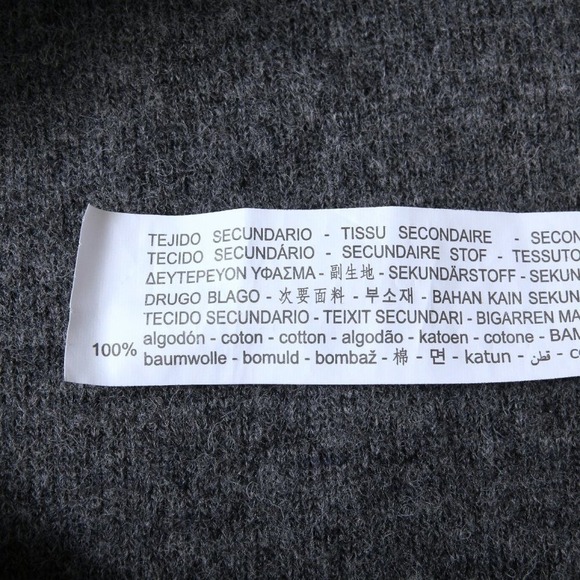 TEJIDO SECUNDARIO - TISSU SECONDAIRE - SECON
TECIDO SECUNDÁRIO - SECUNDAIRE STOF - TESSUTO
ΔΕΥΤΕΡΕΥΟΝ ΥΦΑΣΜΑ - 副生地 - SEKUNDÄRSTOFF - SEKUN
DRUGO BLAGO - 次要面料 - 부소재 - BAHAN KAIN SEKUN
TECIDO SECUNDARIO - TEIXIT SECUNDARI - BIGARREN MA
algodón - coton - cotton - algodão - katoen - cotone - BAM
100% baumwolle - bomuld - bombaž - 棉 - 면 - katun - قطن - c